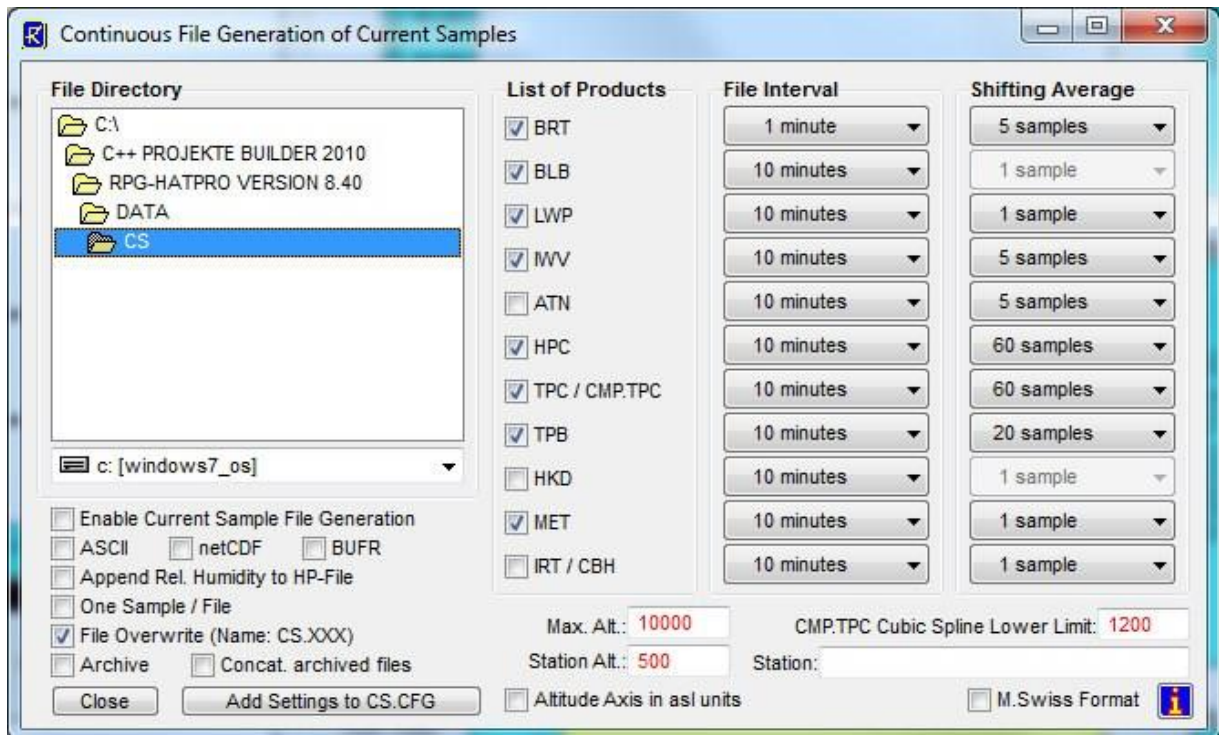 Continuous File Generation of Current Samples
File Directory
C:\
C++ PROJEKTE BUILDER 2010
RPG-HATPRO VERSION 8.40
DATA
CS
c: [windows7_os]
Enable Current Sample File Generation
ASCII netCDF BUFR
Append Rel. Humidity to HP-File
One Sample / File
File Overwrite (Name: CS.XXX)
Archive Concat. archived files
Close Add Settings to CS.CFG
List of Products File Interval Shifting Average
BRT 1 minute 5 samples
BLB 10 minutes 1 sample
LWP 10 minutes 1 sample
IWV 10 minutes 5 samples
ATN 10 minutes 5 samples
HPC 10 minutes 60 samples
TPC / CMP.TPC 10 minutes 60 samples
TPB 10 minutes 20 samples
HKD 10 minutes 1 sample
MET 10 minutes 1 sample
IRT / CBH 10 minutes 1 sample
Max. Alt.: 10000 CMP.TPC Cubic Spline Lower Limit: 1200
Station Alt.: 500 Station:
Altitude Axis in asl units M.Swiss Format